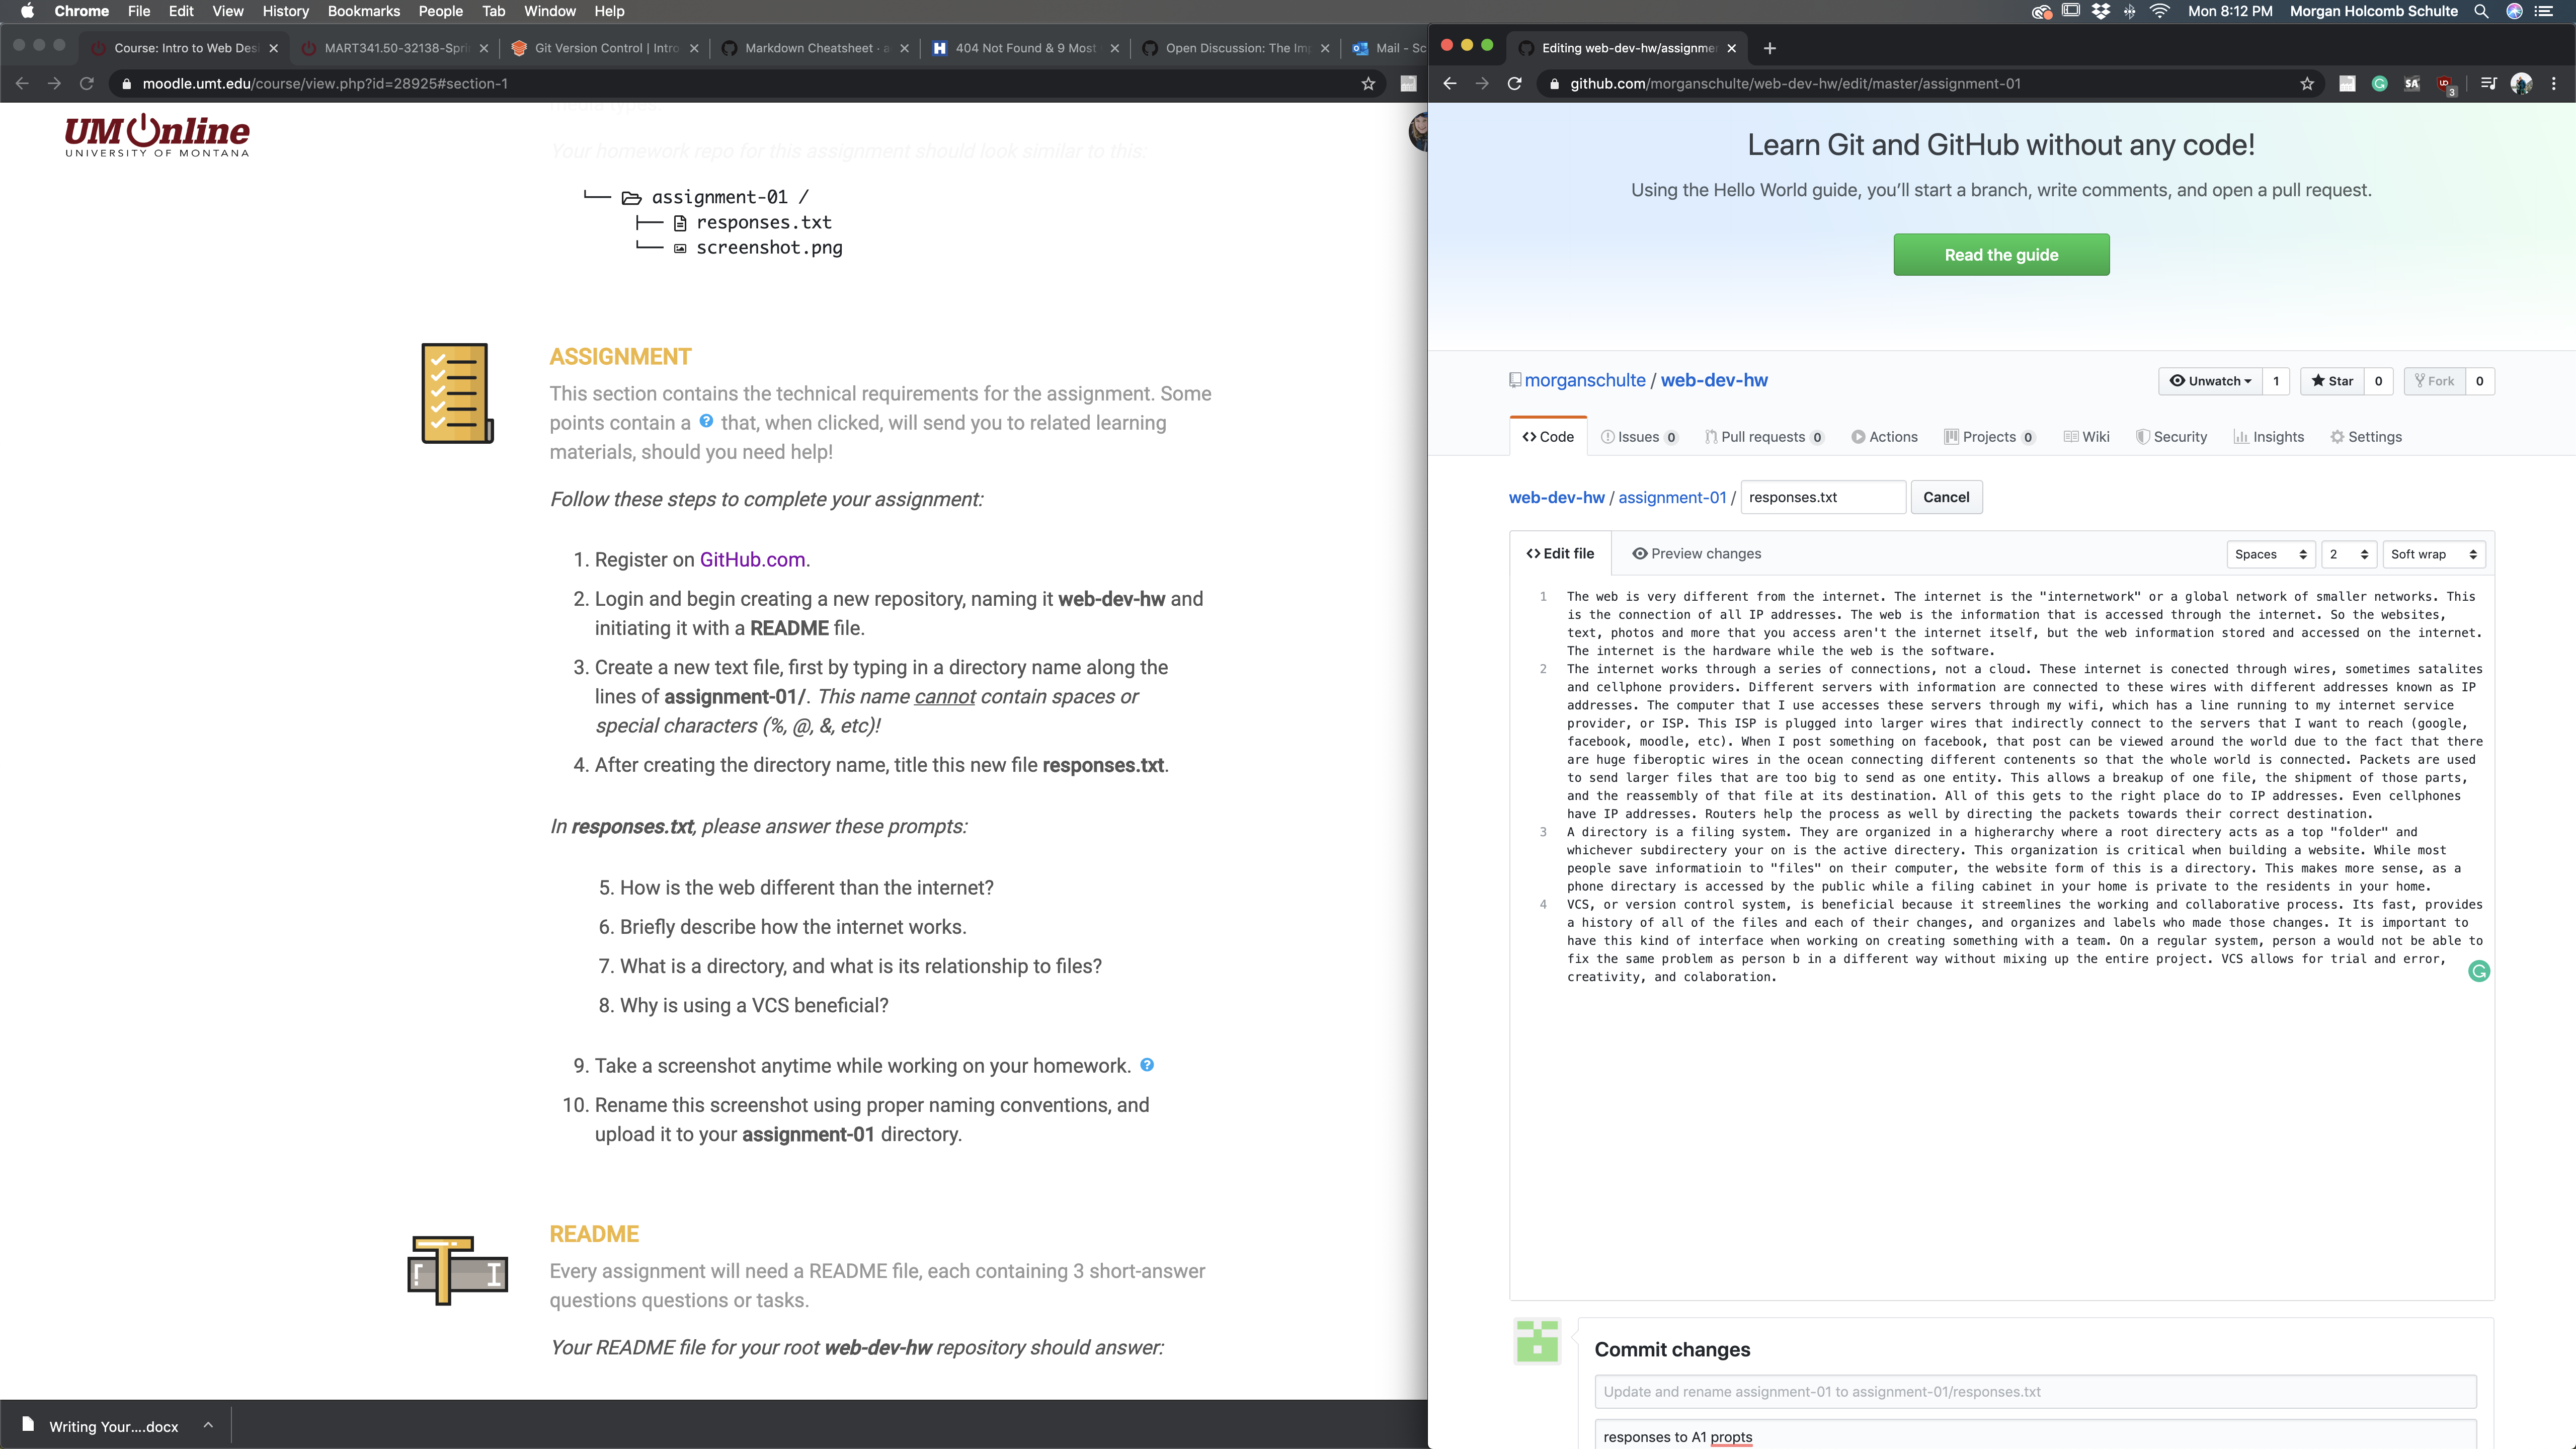 Chrome File Edit View History Bookmarks People Tab Window Help
3
Mon 8:12 PM Morgan Holcomb Schulte
Course: Intro to Web Des
MART341.50-32138-Spri
Git Version Control | Intro
Markdown Cheatsheet · a
404 Not Found & 9 Most
Open Discussion: The Im
Mail - Sc
moodle.umt.edu/course/view.php?id=28925#section-1
UM Online
UNIVERSITY OF MONTANA
Your homework repo for this assignment should look similar to this:
assignment-01 /
responses.txt
screenshot.png
ASSIGNMENT
This section contains the technical requirements for the assignment. Some
points contain a ? that, when clicked, will send you to related learning
materials, should you need help!
Follow these steps to complete your assignment:
1. Register on GitHub.com.
2. Login and begin creating a new repository, naming it web-dev-hw and
initiating it with a README file.
3. Create a new text file, first by typing in a directory name along the
lines of assignment-01/. This name cannot contain spaces or
special characters (%, @, &, etc)!
4. After creating the directory name, title this new file responses.txt.
In responses.txt, please answer these prompts:
5. How is the web different than the internet?
6. Briefly describe how the internet works.
7. What is a directory, and what is its relationship to files?
8. Why is using a VCS beneficial?
9. Take a screenshot anytime while working on your homework. ?
10. Rename this screenshot using proper naming conventions, and
upload it to your assignment-01 directory.
README
Every assignment will need a README file, each containing 3 short-answer
questions questions or tasks.
Your README file for your root web-dev-hw repository should answer:
Writing Your....docx
Editing web-dev-hw/assignme
github.com/morganschulte/web-dev-hw/edit/master/assignment-01
Learn Git and GitHub without any code!
Using the Hello World guide, you’ll start a branch, write comments, and open a pull request.
Read the guide
morganschulte / web-dev-hw
Unwatch 1 Star 0 Fork 0
Code Issues 0 Pull requests 0 Actions Projects 0 Wiki Security Insights Settings
web-dev-hw / assignment-01 / responses.txt Cancel
Edit file Preview changes Spaces 2 Soft wrap
1 The web is very different from the internet. The internet is the "internetwork" or a global network of smaller networks. This
is the connection of all IP addresses. The web is the information that is accessed through the internet. So the websites,
text, photos and more that you access aren't the internet itself, but the web information stored and accessed on the internet.
The internet is the hardware while the web is the software.
2 The internet works through a series of connections, not a cloud. These internet is conected through wires, sometimes satalites
and cellphone providers. Different servers with information are connected to these wires with different addresses known as IP
addresses. The computer that I use accesses these servers through my wifi, which has a line running to my internet service
provider, or ISP. This ISP is plugged into larger wires that indirectly connect to the servers that I want to reach (google,
facebook, moodle, etc). When I post something on facebook, that post can be viewed around the world due to the fact that there
are huge fiberoptic wires in the ocean connecting different contenents so that the whole world is connected. Packets are used
to send larger files that are too big to send as one entity. This allows a breakup of one file, the shipment of those parts,
and the reassembly of that file at its destination. All of this gets to the right place do to IP addresses. Even cellphones
have IP addresses. Routers help the process as well by directing the packets towards their correct destination.
3 A directory is a filing system. They are organized in a higherarchy where a root directery acts as a top "folder" and
whichever subdirectery your on is the active directery. This organization is critical when building a website. While most
people save informatioin to "files" on their computer, the website form of this is a directory. This makes more sense, as a
phone directary is accessed by the public while a filing cabinet in your home is private to the residents in your home.
4 VCS, or version control system, is beneficial because it streemlines the working and collaborative process. Its fast, provides
a history of all of the files and each of their changes, and organizes and labels who made those changes. It is important to
have this kind of interface when working on creating something with a team. On a regular system, person a would not be able to
fix the same problem as person b in a different way without mixing up the entire project. VCS allows for trial and error,
creativity, and colaboration.
Commit changes
Update and rename assignment-01 to assignment-01/responses.txt
responses to A1 propts